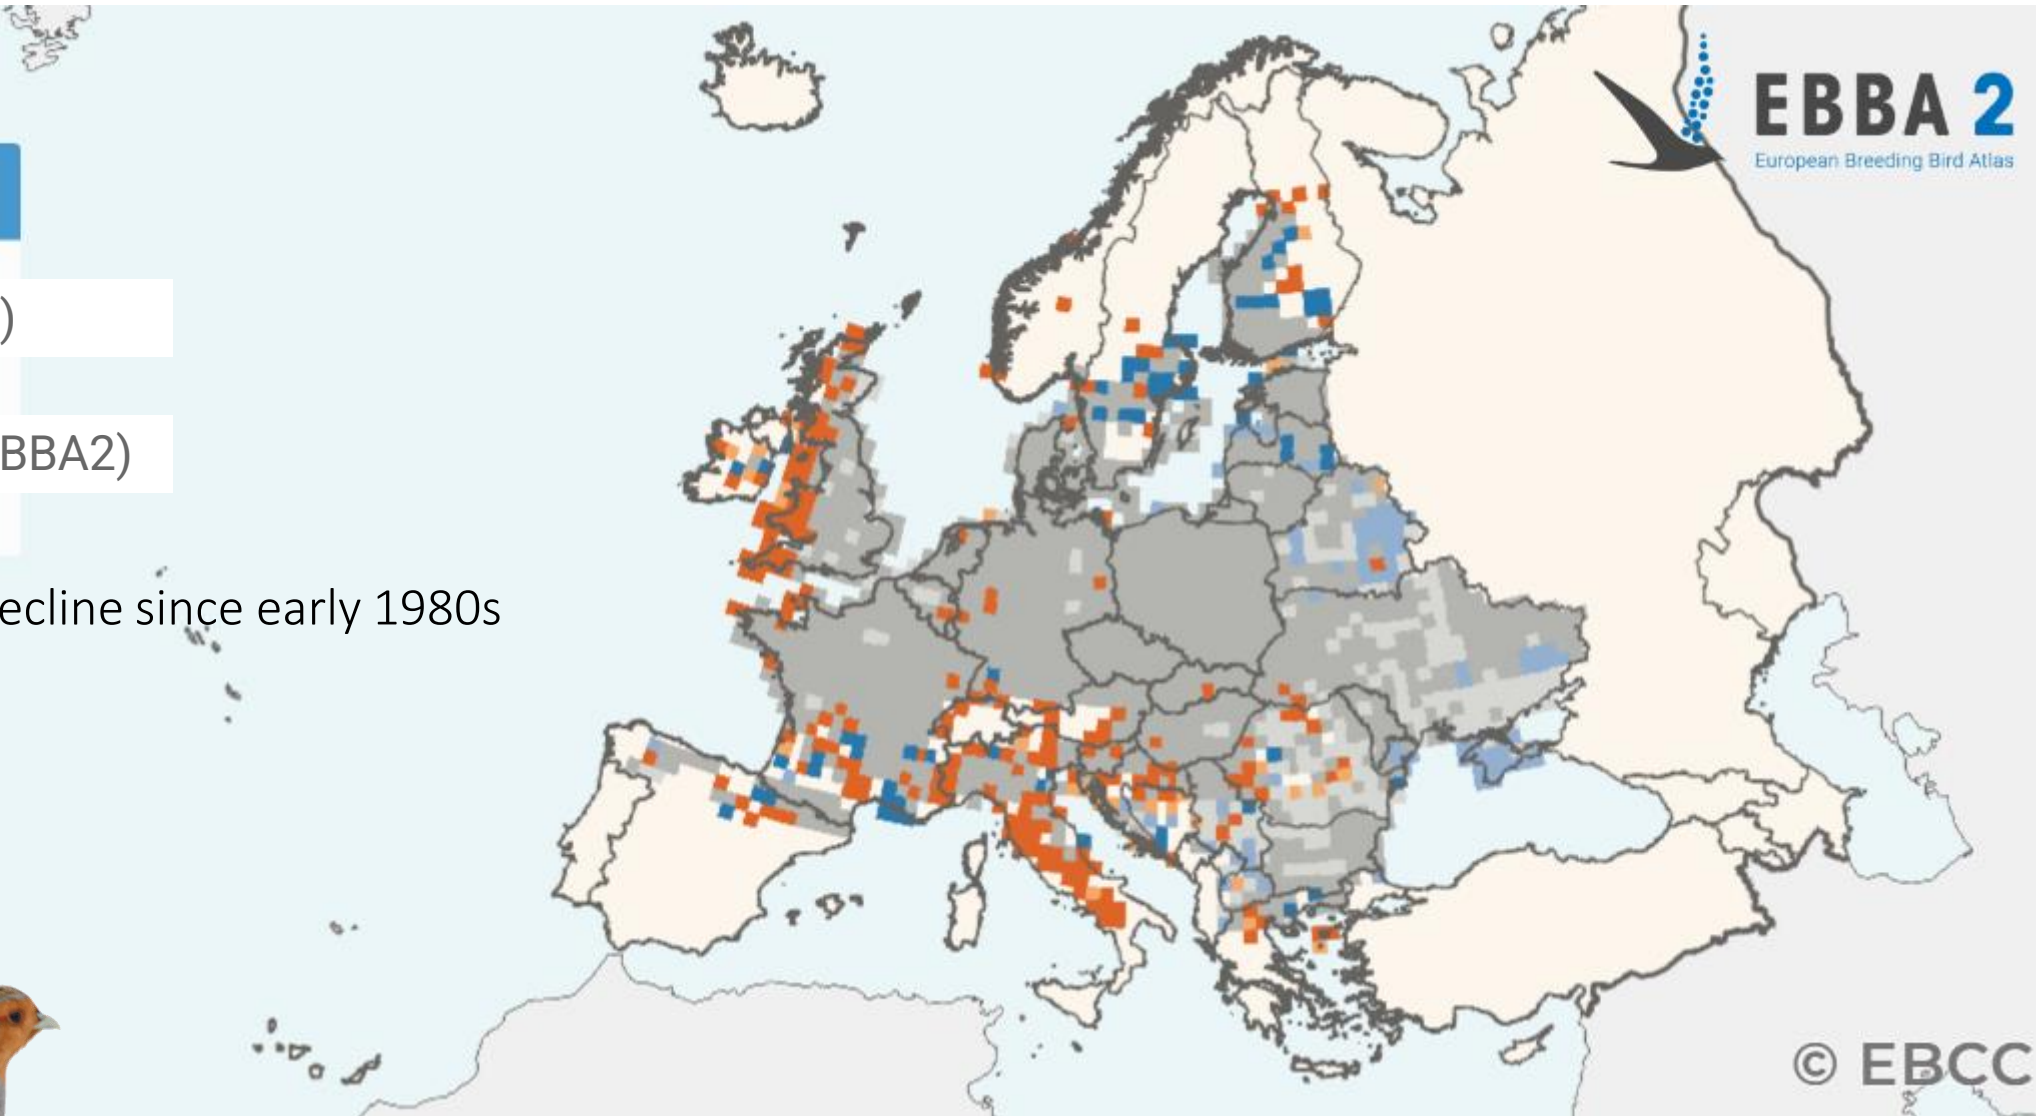 EBBA 2
European Breeding Bird Atlas
)
BBA2)
ecline since early 1980s
© EBCC